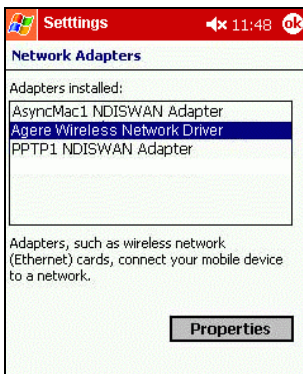 Setttings 11:48 ok
Network Adapters
Adapters installed:
AsyncMac1 NDISWAN Adapter
Agere Wireless Network Driver
PPTP1 NDISWAN Adapter
Adapters, such as wireless network
(Ethernet) cards, connect your mobile device
to a network.
Properties